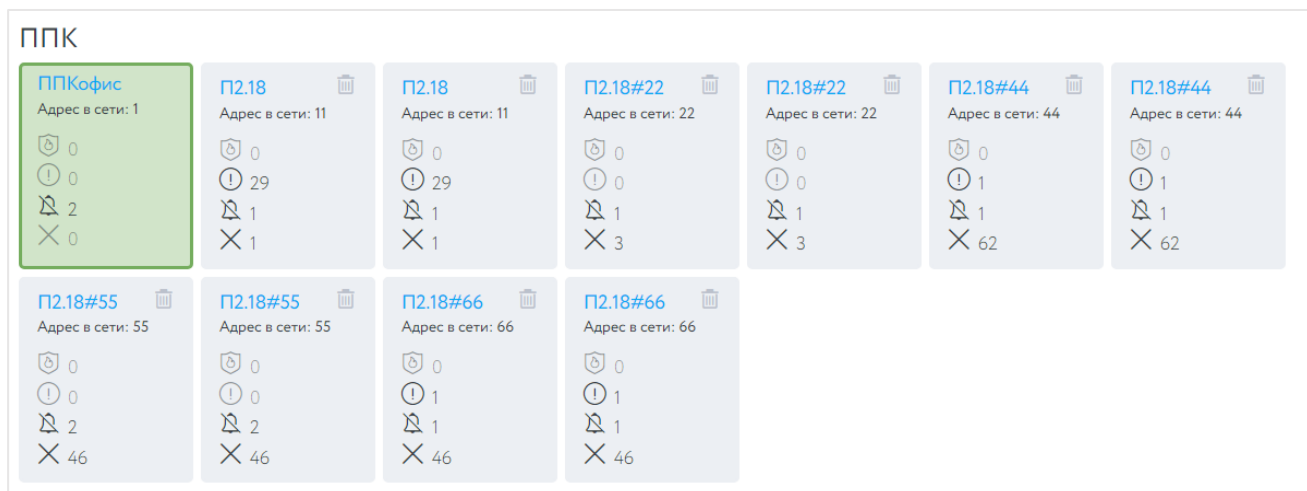 ППК
ППКофис
Адрес в сети: 1
0
0
2
0
П2.18
Адрес в сети: 11
0
29
1
1
П2.18
Адрес в сети: 11
0
29
1
1
П2.18#22
Адрес в сети: 22
0
0
1
3
П2.18#22
Адрес в сети: 22
0
0
1
3
П2.18#44
Адрес в сети: 44
0
1
1
62
П2.18#44
Адрес в сети: 44
0
1
1
62
П2.18#55
Адрес в сети: 55
0
0
2
46
П2.18#55
Адрес в сети: 55
0
0
2
46
П2.18#66
Адрес в сети: 66
0
1
1
46
П2.18#66
Адрес в сети: 66
0
1
1
46